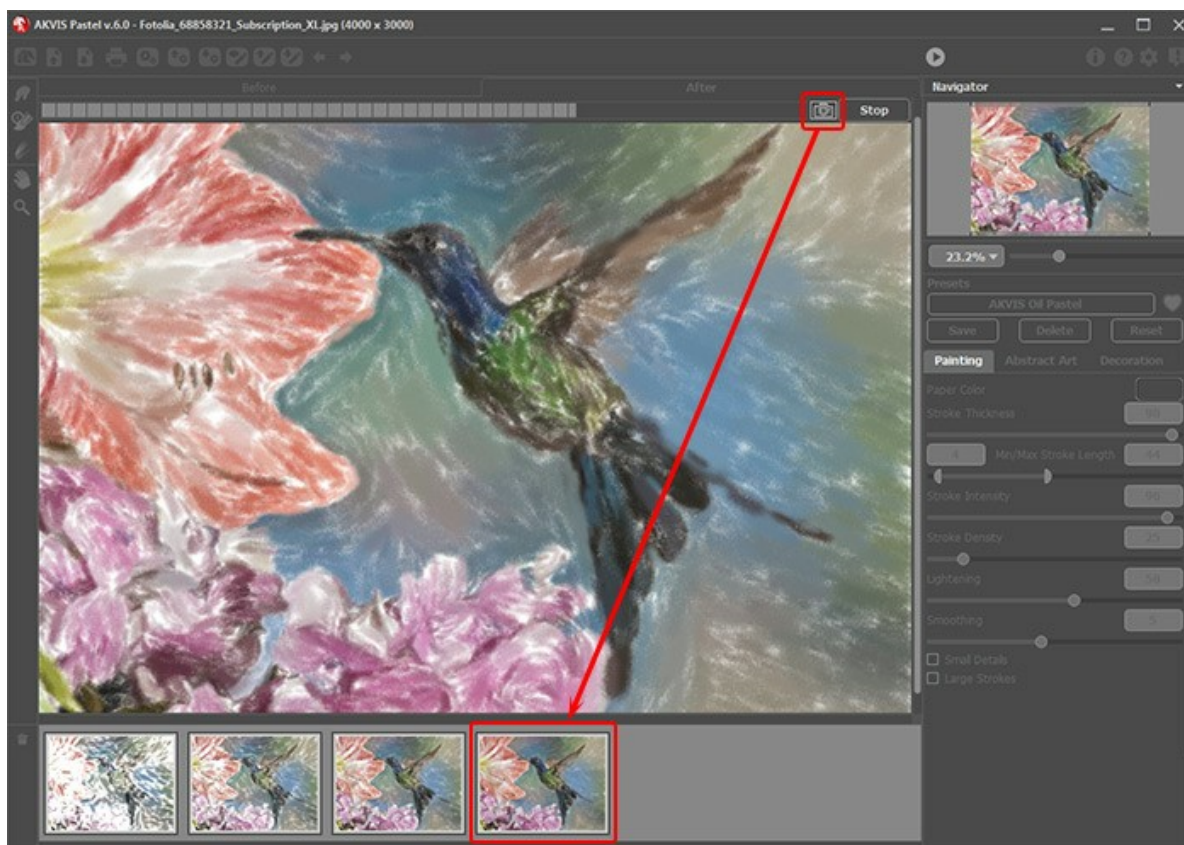 AKVIS Pastel v.6.0 - Fotolia_68858321_Subscription_XL.jpg (4000 x 3000)
Before
After
Stop
Navigator
23.2%
Presets
AKVIS Oil Pastel
Save Delete Reset
Painting Abstract Art Decoration
Paper Color
Stroke Thickness 98
4 Min/Max Stroke Length 64
Stroke Intensity 98
Stroke Density 25
Lightening 50
Smoothing 5
Small Details
Large Strokes